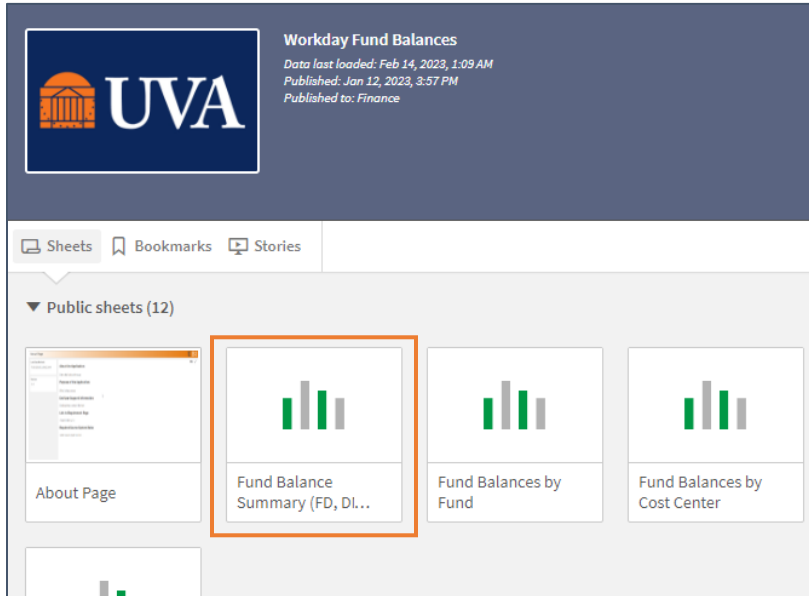 UVA
Workday Fund Balances
Data last loaded: Feb 14, 2023, 1:09 AM
Published: Jan 12, 2023, 3:57 PM
Published to: Finance
Sheets
Bookmarks
Stories
Public sheets (12)
About Page
Fund Balance
Summary (FD, DI...
Fund Balances by
Fund
Fund Balances by
Cost Center